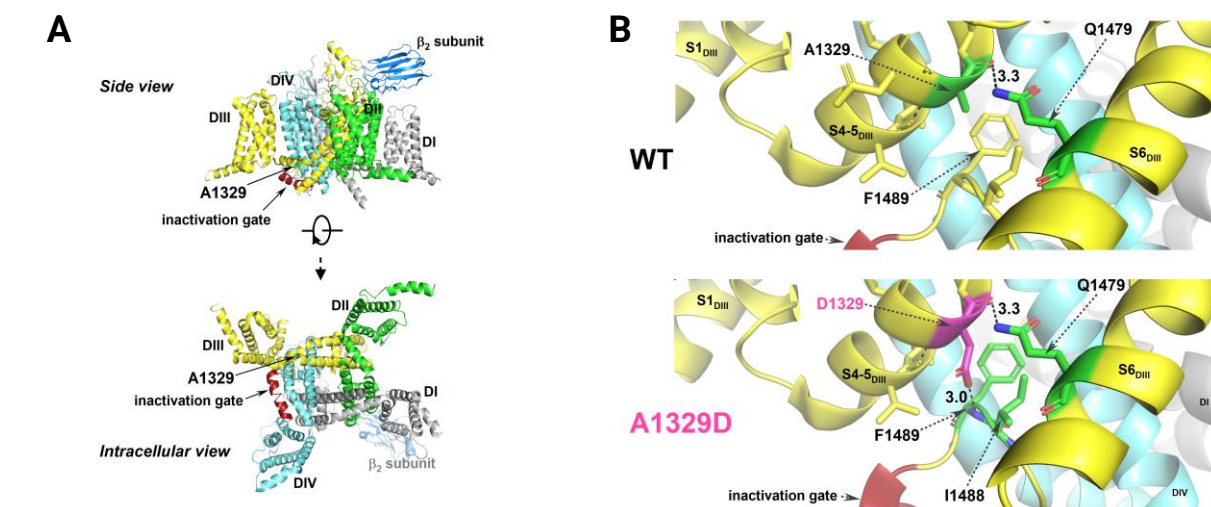 A
Side view
β2 subunit
DIV
DII
DIII
DI
A1329
inactivation gate
DII
DIII
A1329
inactivation gate
DI
Intracellular view
β2 subunit
DIV
B
WT
S1DIII
A1329
Q1479
3.3
S4-5DIII
S6DIII
F1489
inactivation gate
A1329D
S1DIII
D1329
Q1479
3.3
S4-5DIII
S6DIII
3.0
DI
F1489
inactivation gate
I1488
DIV